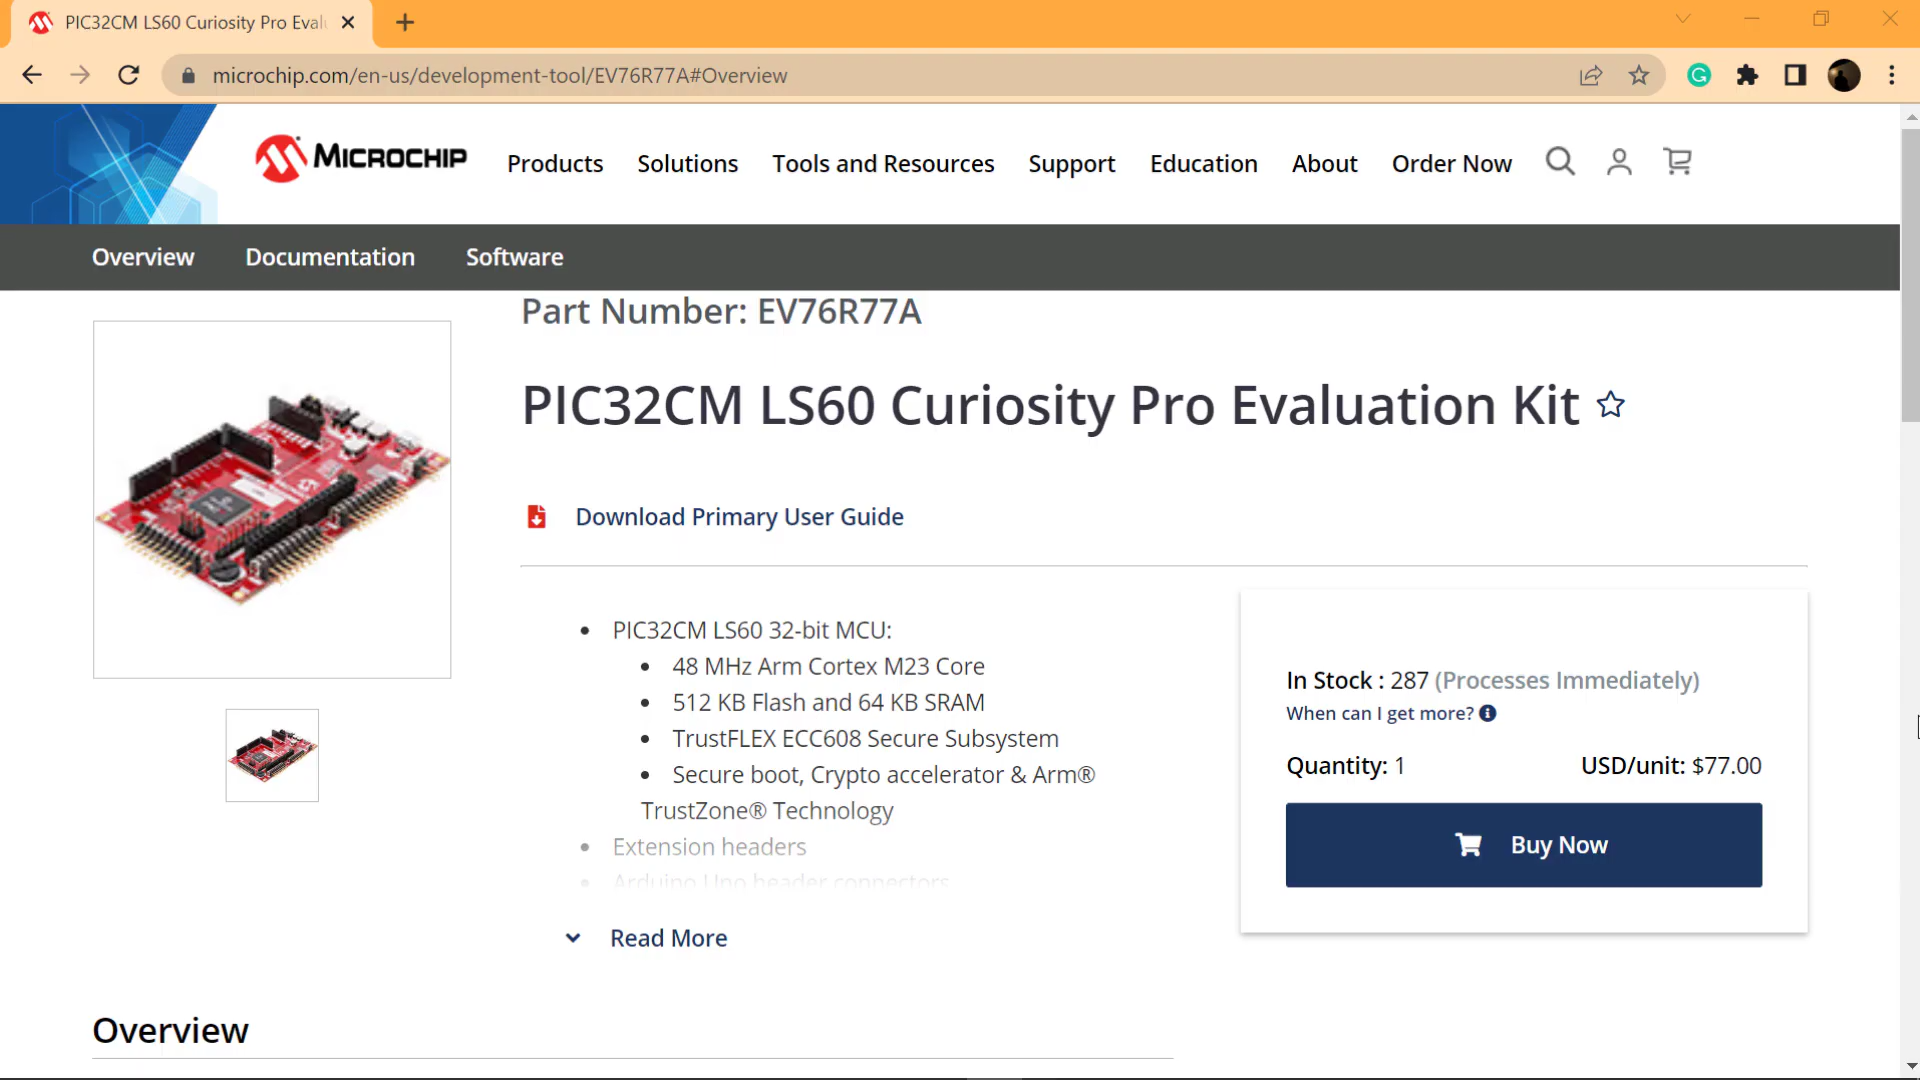 PIC32CM LS60 Curiosity Pro Eval
microchip.com/en-us/development-tool/EV76R77A#Overview
MICROCHIP
Products Solutions Tools and Resources Support Education About Order Now
Overview Documentation Software
Part Number: EV76R77A
PIC32CM LS60 Curiosity Pro Evaluation Kit
Download Primary User Guide
• PIC32CM LS60 32-bit MCU:
• 48 MHz Arm Cortex M23 Core
• 512 KB Flash and 64 KB SRAM
• TrustFLEX ECC608 Secure Subsystem
• Secure boot, Crypto accelerator & Arm®
TrustZone® Technology
• Extension headers
• Arduino Uno header connectors
Read More
In Stock : 287 (Processes Immediately)
When can I get more?
Quantity: 1 USD/unit: $77.00
Buy Now
Overview